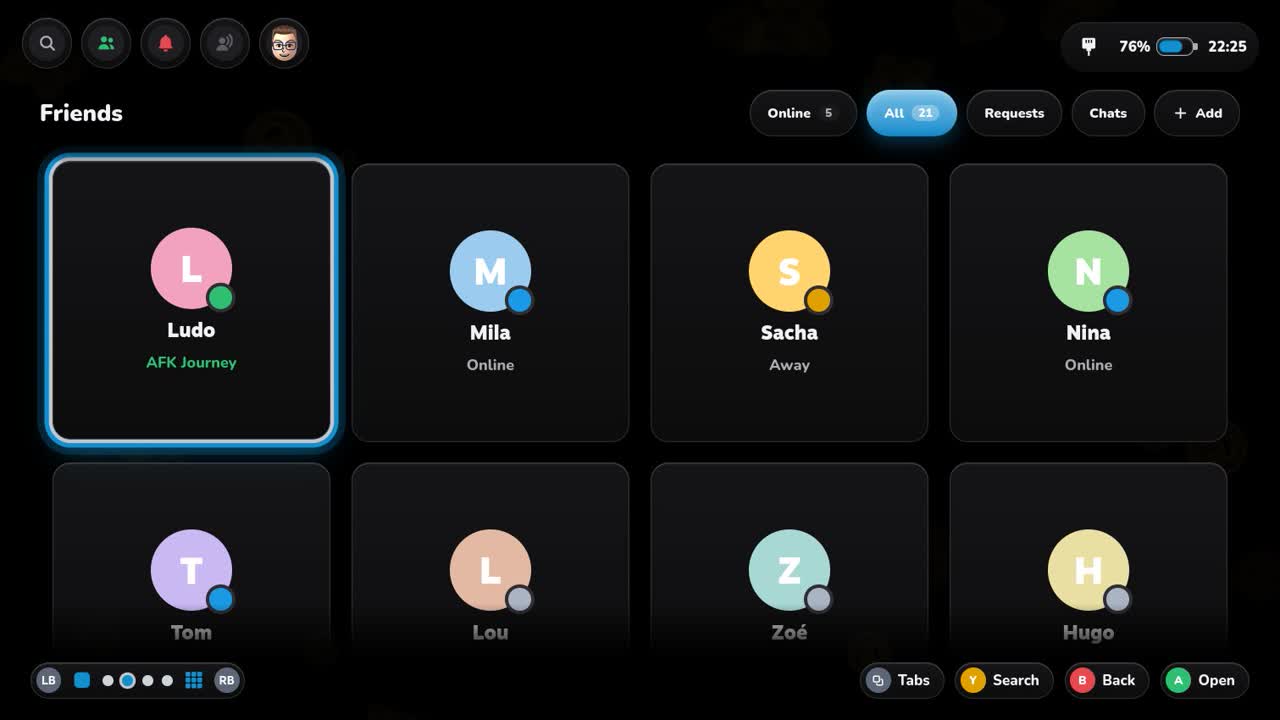 76% 22:25
Friends
Online 5 All 21 Requests Chats + Add
L M S N
Ludo Mila Sacha Nina
AFK Journey Online Away Online
T L Z H
Tom Lou Zoé Hugo
LB RB Tabs Y Search B Back A Open